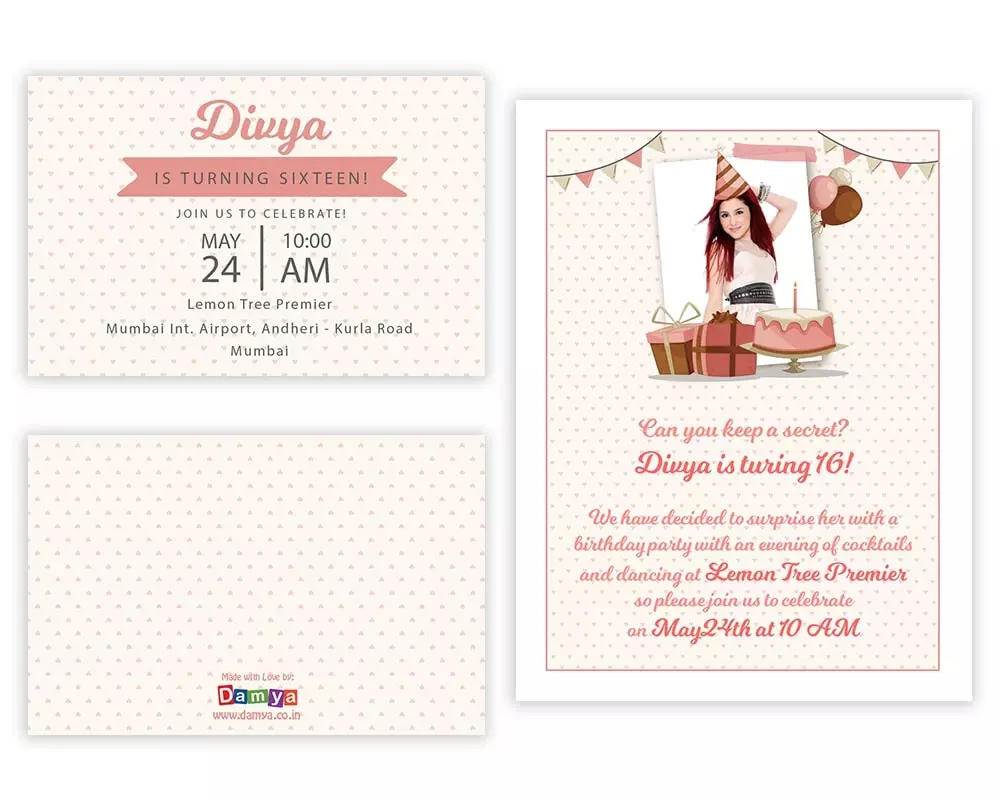 Divya
IS TURNING SIXTEEN!
JOIN US TO CELEBRATE!
MAY
24
10:00
AM
Lemon Tree Premier
Mumbai Int. Airport, Andheri - Kurla Road
Mumbai
Made with Love by:
Damya
www.damya.co.in
Can you keep a secret?
Divya is turing 16!
We have decided to surprise her with a
birthday party with an evening of cocktails
and dancing at Lemon Tree Premier
so please join us to celebrate
on May24th at 10 AM